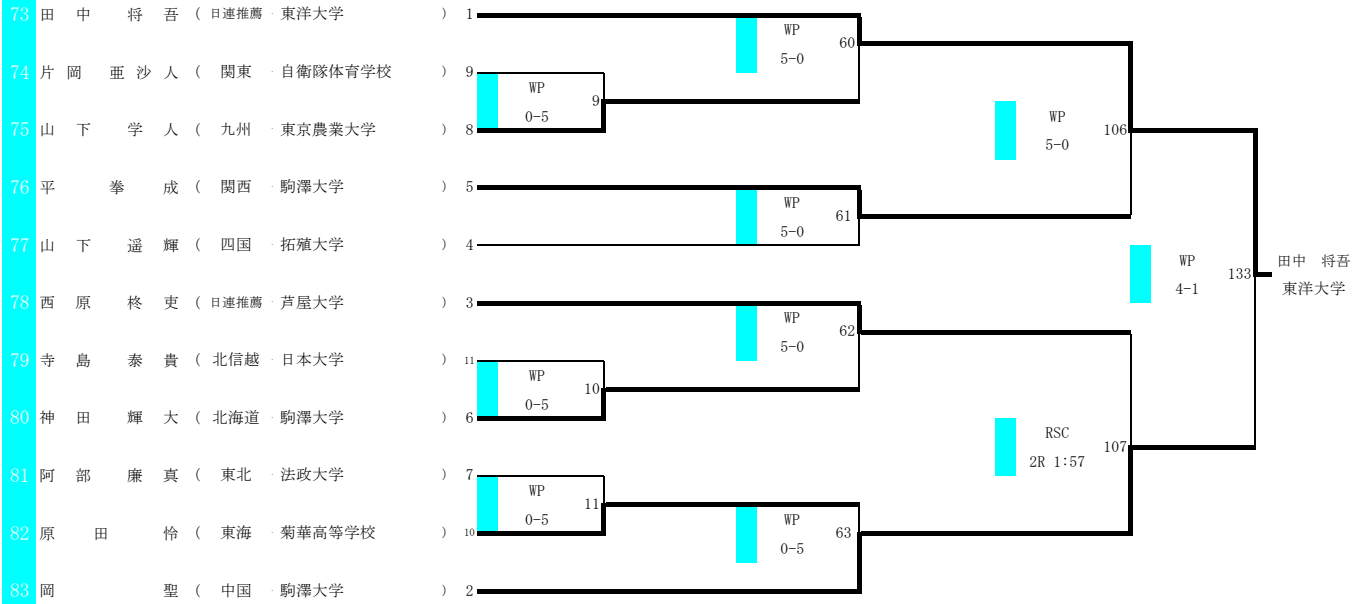 73 田中 将吾 ( 日連推薦 · 東洋大学 ) 1
WP
5-0
60
74 片岡 亜沙人 ( 関東 · 自衛隊体育学校 ) 9
WP
0-5
9
75 山下 学人 ( 九州 · 東京農業大学 ) 8
WP
5-0
106
76 平 拳成 ( 関西 · 駒澤大学 ) 5
WP
5-0
61
77 山下 遥輝 ( 四国 · 拓殖大学 ) 4
WP
4-1
133
田中 将吾
東洋大学
78 西原 柊吏 ( 日連推薦 · 芦屋大学 ) 3
WP
5-0
62
79 寺島 泰貴 ( 北信越 · 日本大学 ) 11
WP
0-5
10
80 神田 輝大 ( 北海道 · 駒澤大学 ) 6
RSC
2R 1:57
107
81 阿部 廉真 ( 東北 · 法政大学 ) 7
WP
0-5
11
82 原田 怜 ( 東海 · 菊華高等学校 ) 10
WP
0-5
63
83 岡 聖 ( 中国 · 駒澤大学 ) 2